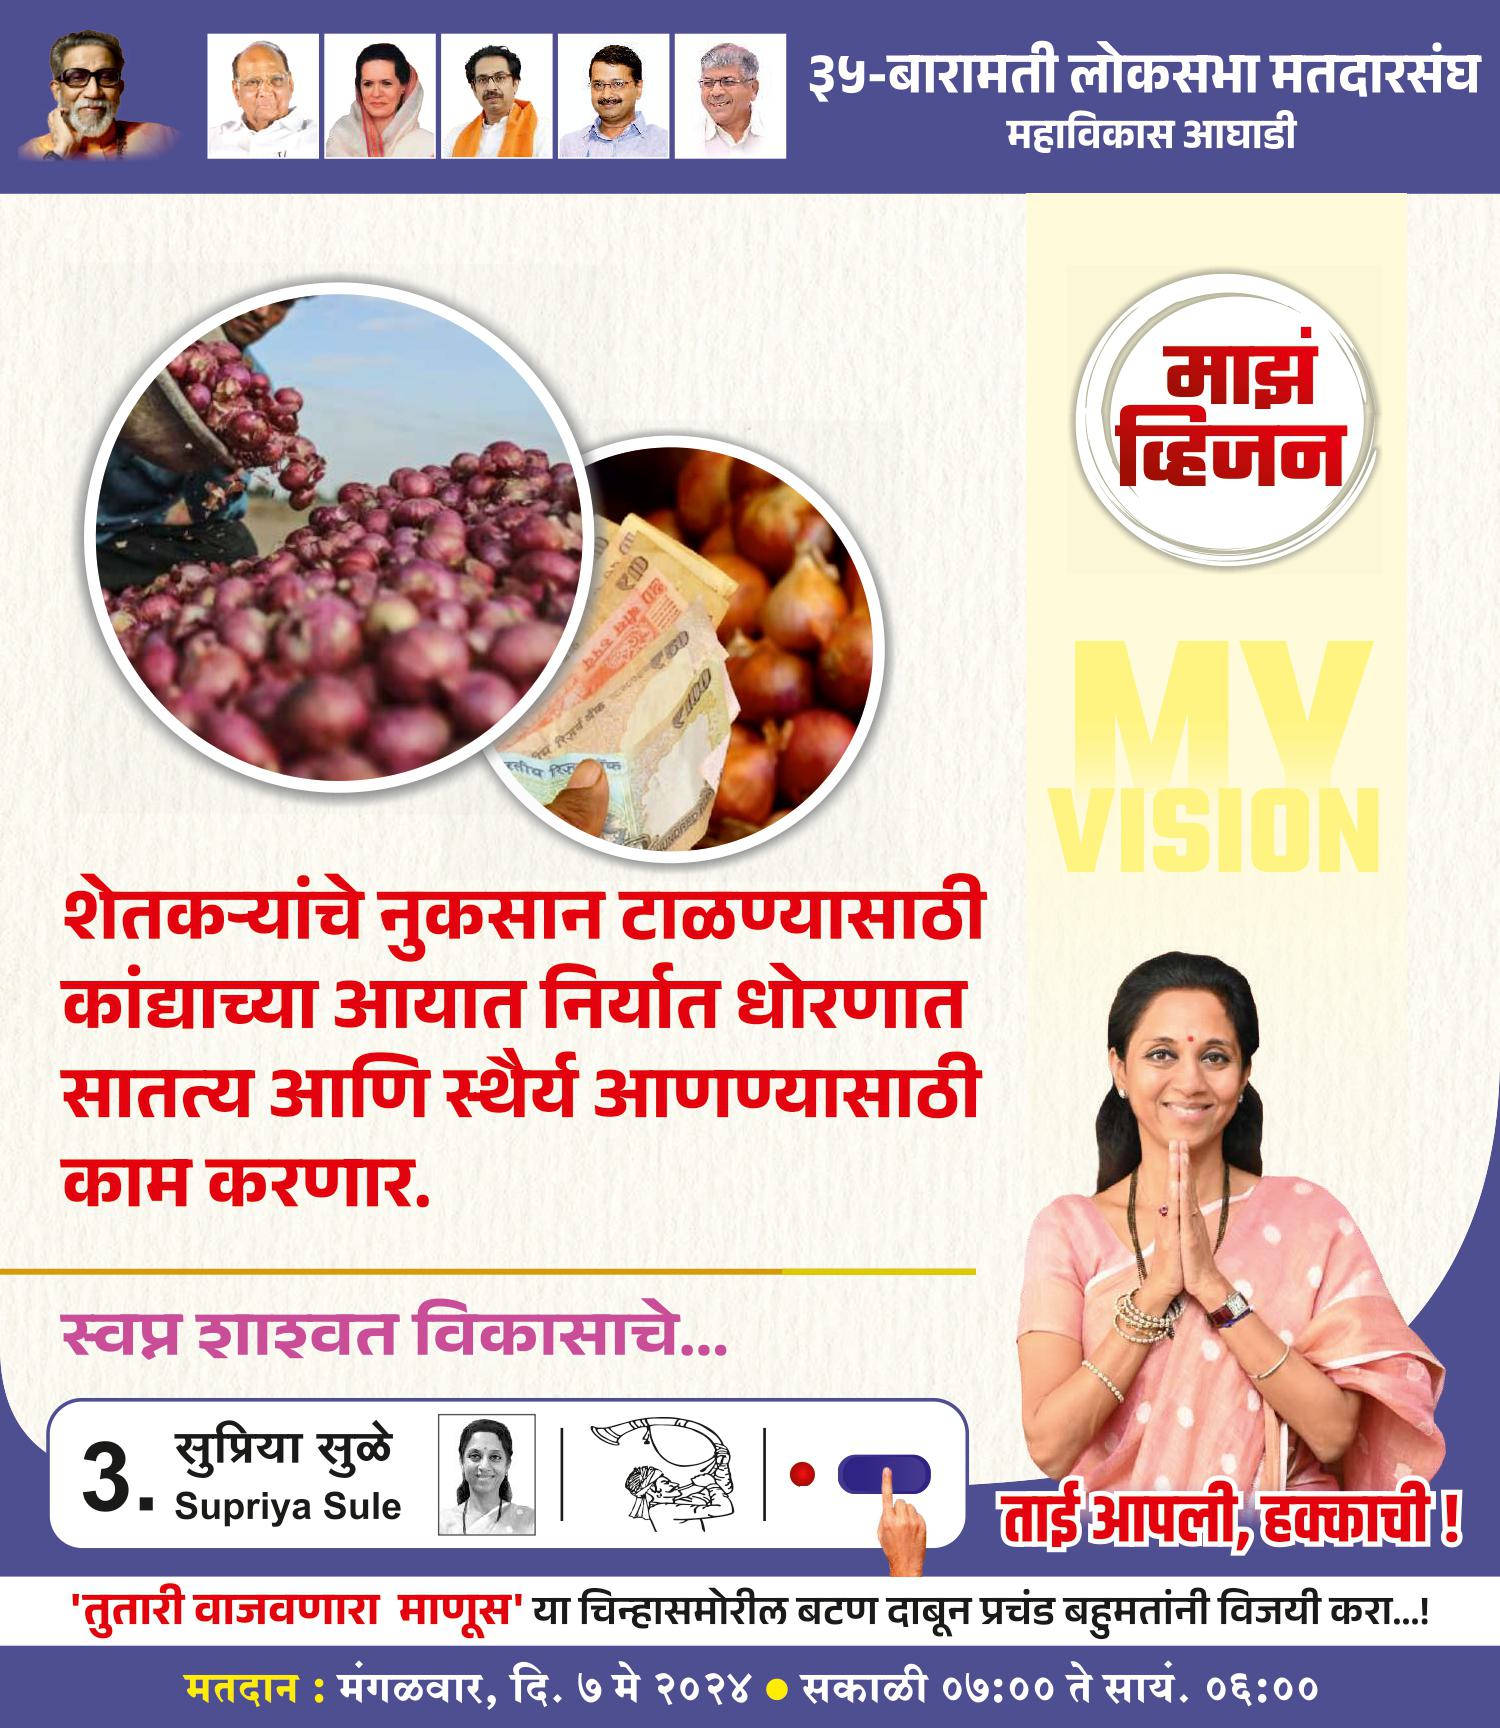 ३५-बारामती लोकसभा मतदारसंघ
महाविकास आघाडी
माझं
व्हिजन
MY
VISION
शेतकऱ्यांचे नुकसान टाळण्यासाठी
कांद्याच्या आयात निर्यात धोरणात
सातत्य आणि स्थैर्य आणण्यासाठी
काम करणार.
स्वप्न शाश्वत विकासाचे...
3. सुप्रिया सुळे
Supriya Sule
ताई आपली, हक्काची !
'तुतारी वाजवणारा माणूस' या चिन्हासमोरील बटण दाबून प्रचंड बहुमतांनी विजयी करा...!
मतदान : मंगळवार, दि. ७ मे २०२४ ● सकाळी ०७:०० ते सायं. ०६:००